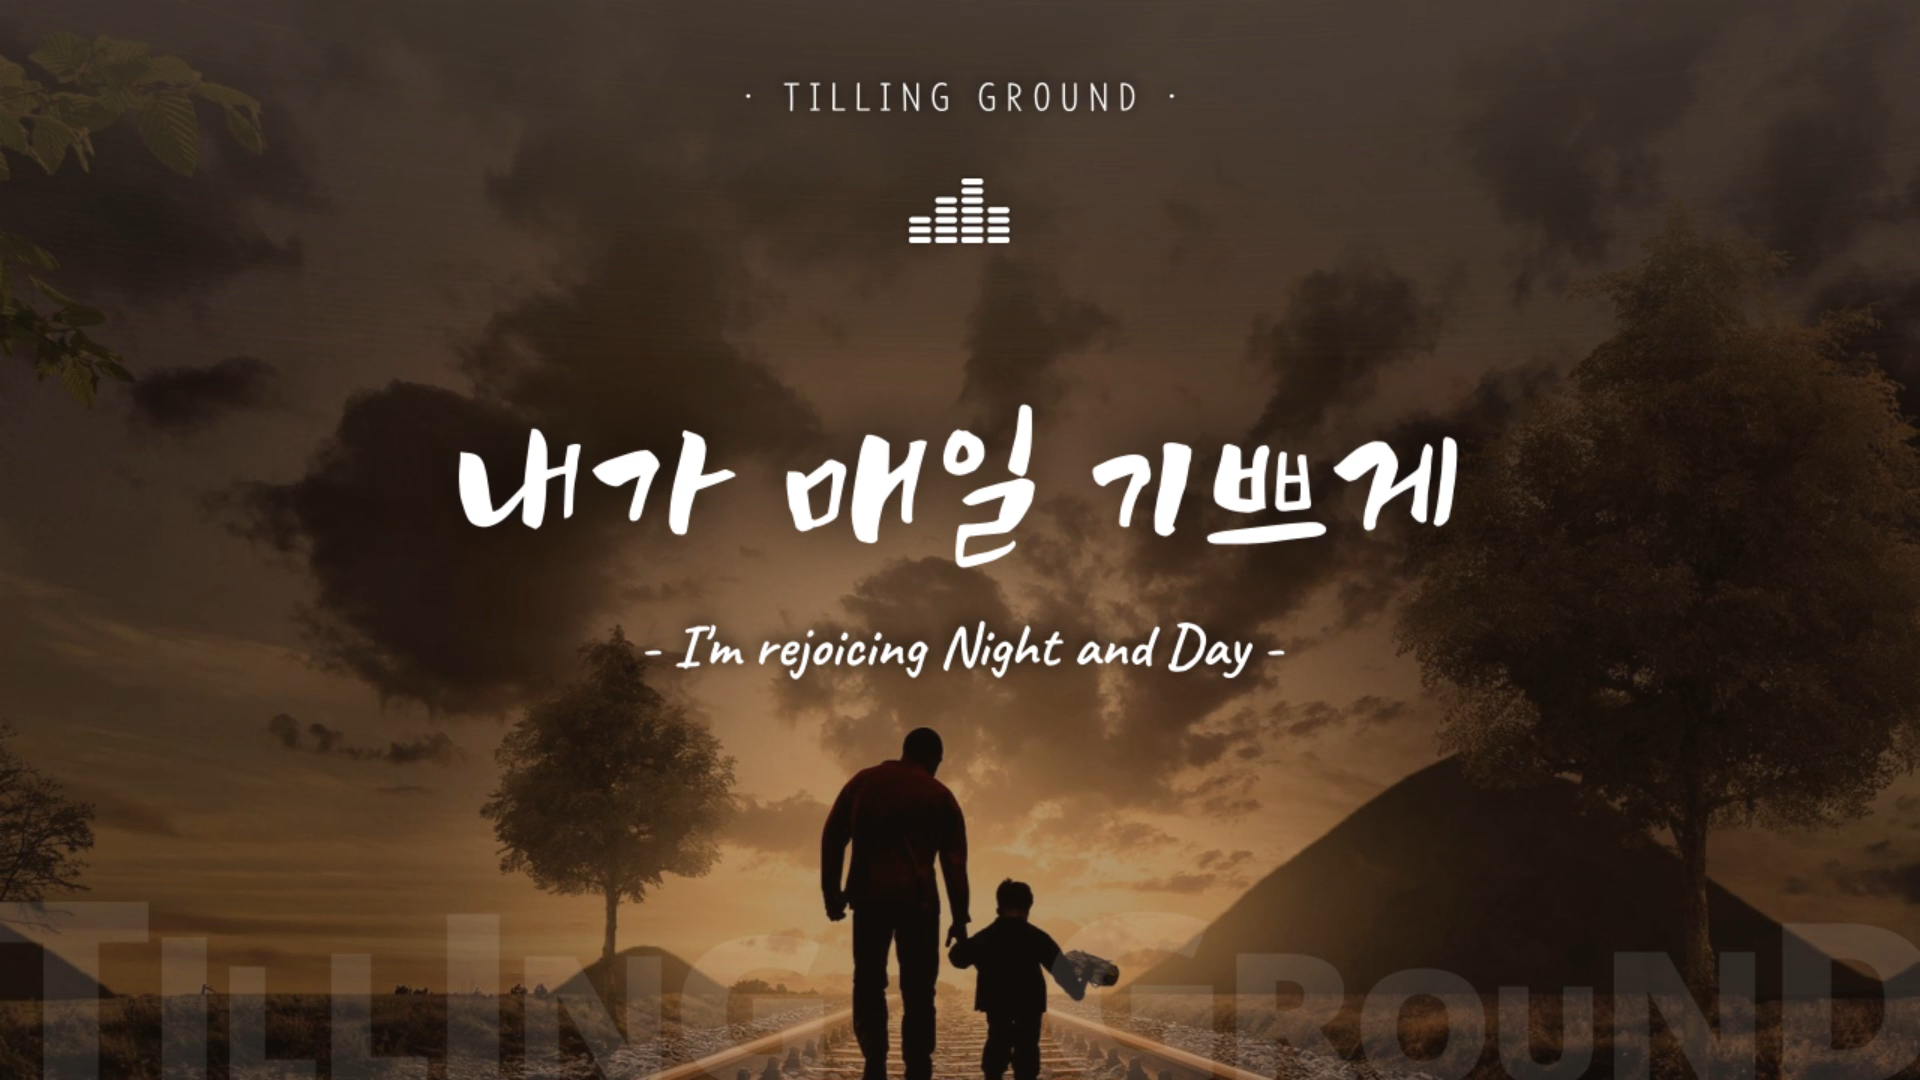 · TILLING GROUND ·
내가 매일 기쁘게
- I'm rejoicing Night and Day -
TILLING GROUND